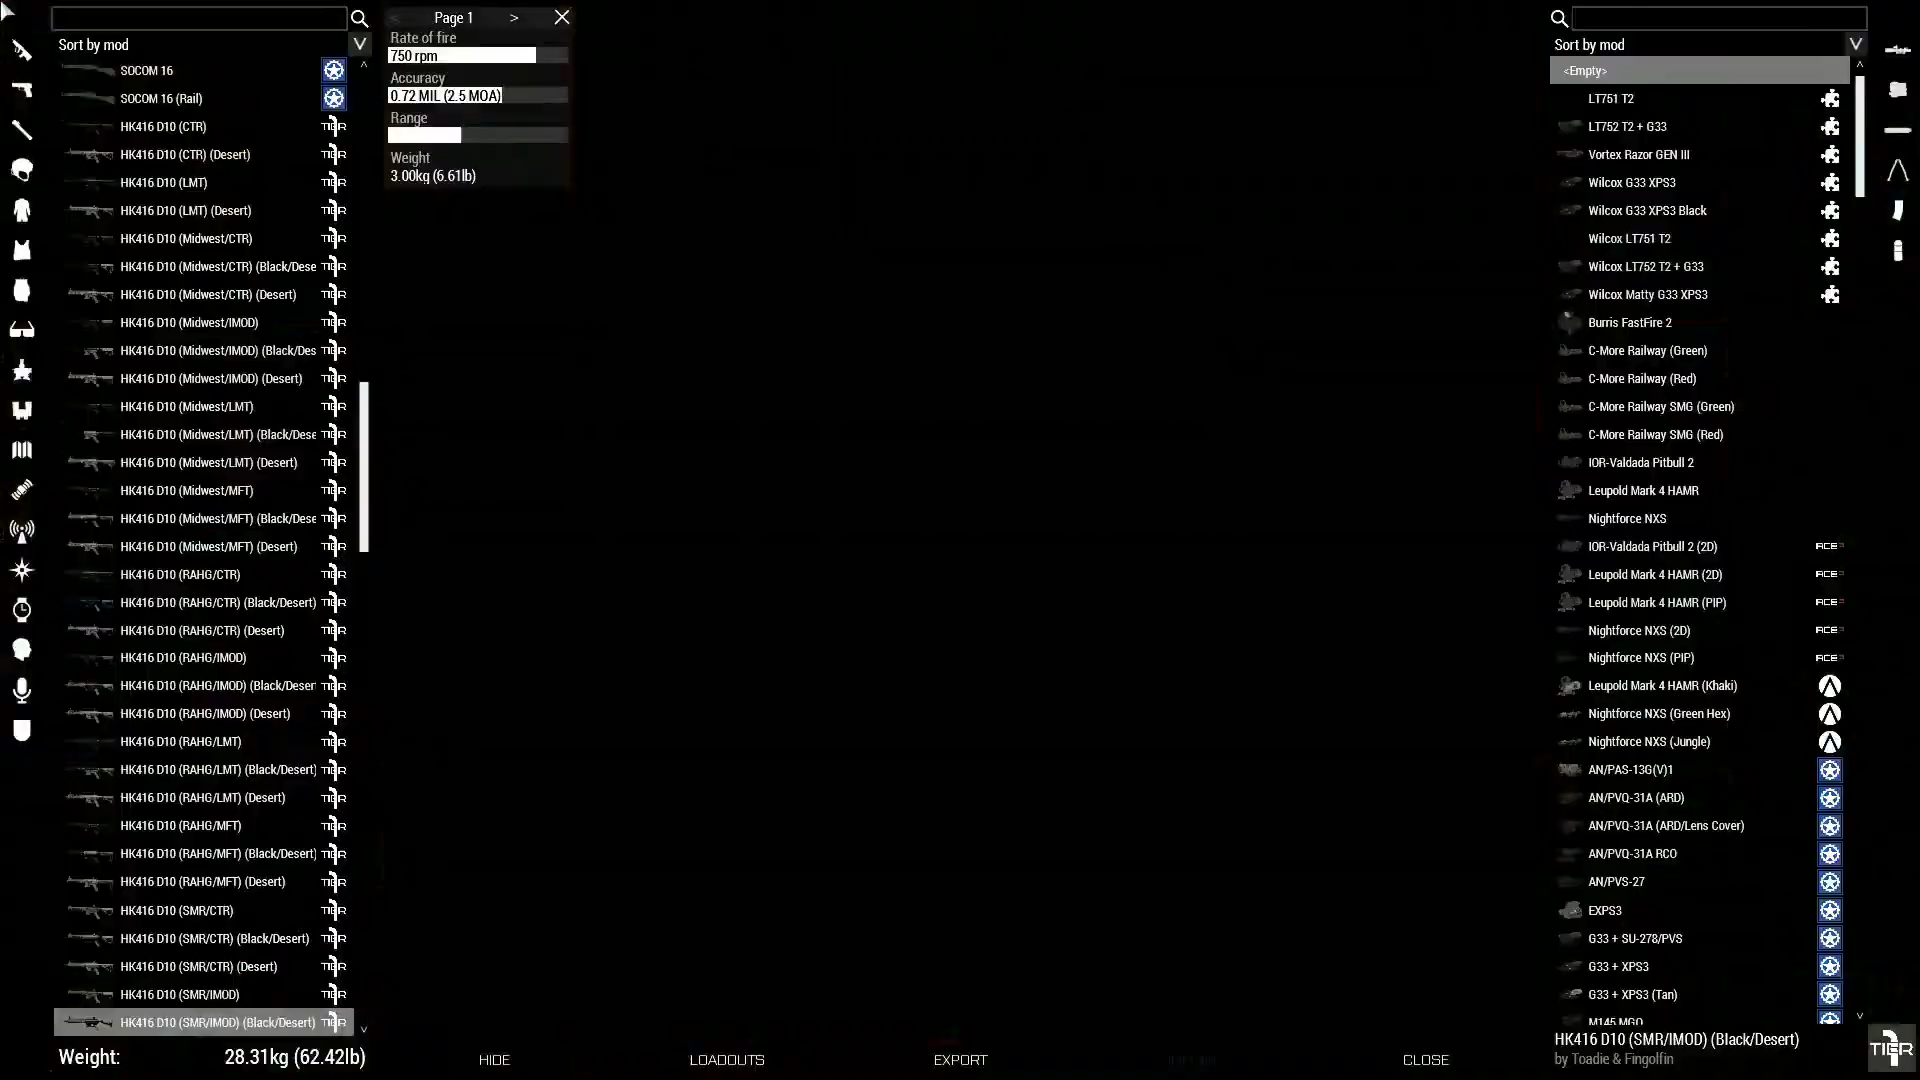 Sort by mod
SOCOM 16
SOCOM 16 (Rail)
HK416 D10 (CTR)
HK416 D10 (CTR) (Desert)
HK416 D10 (LMT)
HK416 D10 (LMT) (Desert)
HK416 D10 (Midwest/CTR)
HK416 D10 (Midwest/CTR) (Black/Dese
HK416 D10 (Midwest/CTR) (Desert)
HK416 D10 (Midwest/IMOD)
HK416 D10 (Midwest/IMOD) (Black/Des
HK416 D10 (Midwest/IMOD) (Desert)
HK416 D10 (Midwest/LMT)
HK416 D10 (Midwest/LMT) (Black/Dese
HK416 D10 (Midwest/LMT) (Desert)
HK416 D10 (Midwest/MFT)
HK416 D10 (Midwest/MFT) (Black/Dese
HK416 D10 (Midwest/MFT) (Desert)
HK416 D10 (RAHG/CTR)
HK416 D10 (RAHG/CTR) (Black/Desert)
HK416 D10 (RAHG/CTR) (Desert)
HK416 D10 (RAHG/IMOD)
HK416 D10 (RAHG/IMOD) (Black/Deser
HK416 D10 (RAHG/IMOD) (Desert)
HK416 D10 (RAHG/LMT)
HK416 D10 (RAHG/LMT) (Black/Desert)
HK416 D10 (RAHG/LMT) (Desert)
HK416 D10 (RAHG/MFT)
HK416 D10 (RAHG/MFT) (Black/Desert)
HK416 D10 (RAHG/MFT) (Desert)
HK416 D10 (SMR/CTR)
HK416 D10 (SMR/CTR) (Black/Desert)
HK416 D10 (SMR/CTR) (Desert)
HK416 D10 (SMR/IMOD)
HK416 D10 (SMR/IMOD) (Black/Desert)
Weight: 28.31kg (62.42lb)
< Page 1 >
Rate of fire
750 rpm
Accuracy
0.72 MIL (2.5 MOA)
Range
Weight
3.00kg (6.61lb)
HIDE
LOADOUTS
EXPORT
CLOSE
Sort by mod
<Empty>
LT751 T2
LT752 T2 + G33
Vortex Razor GEN III
Wilcox G33 XPS3
Wilcox G33 XPS3 Black
Wilcox LT751 T2
Wilcox LT752 T2 + G33
Wilcox Matty G33 XPS3
Burris FastFire 2
C-More Railway (Green)
C-More Railway (Red)
C-More Railway SMG (Green)
C-More Railway SMG (Red)
IOR-Valdada Pitbull 2
Leupold Mark 4 HAMR
Nightforce NXS
IOR-Valdada Pitbull 2 (2D) ACE3
Leupold Mark 4 HAMR (2D) ACE3
Leupold Mark 4 HAMR (PIP) ACE3
Nightforce NXS (2D) ACE3
Nightforce NXS (PIP) ACE3
Leupold Mark 4 HAMR (Khaki)
Nightforce NXS (Green Hex)
Nightforce NXS (Jungle)
AN/PAS-13G(V)1
AN/PVQ-31A (ARD)
AN/PVQ-31A (ARD/Lens Cover)
AN/PVQ-31A RCO
AN/PVS-27
EXPS3
G33 + SU-278/PVS
G33 + XPS3
G33 + XPS3 (Tan)
M145 MGO
HK416 D10 (SMR/IMOD) (Black/Desert)
by Toadie & Fingolfin
TIER